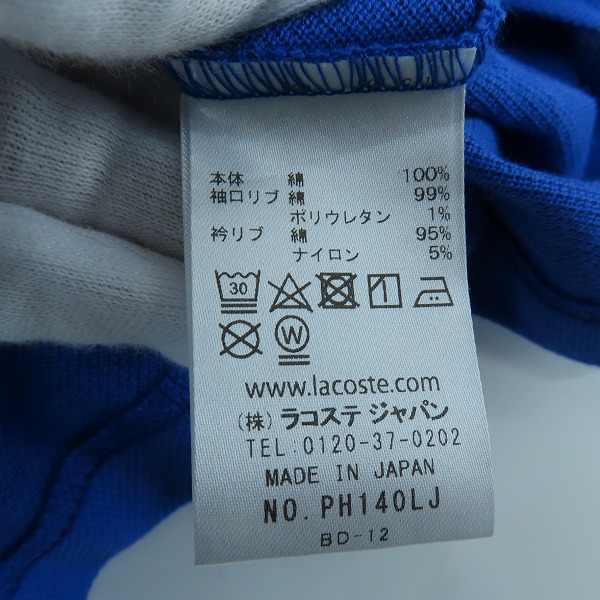 本体 綿 100%
袖口リブ 綿 99%
ポリウレタン 1%
衿リブ 綿 95%
ナイロン 5%
30
W
www.lacoste.com
(株) ラコステ ジャパン
TEL.0120-37-0202
MADE IN JAPAN
NO. PH140LJ
BD-12